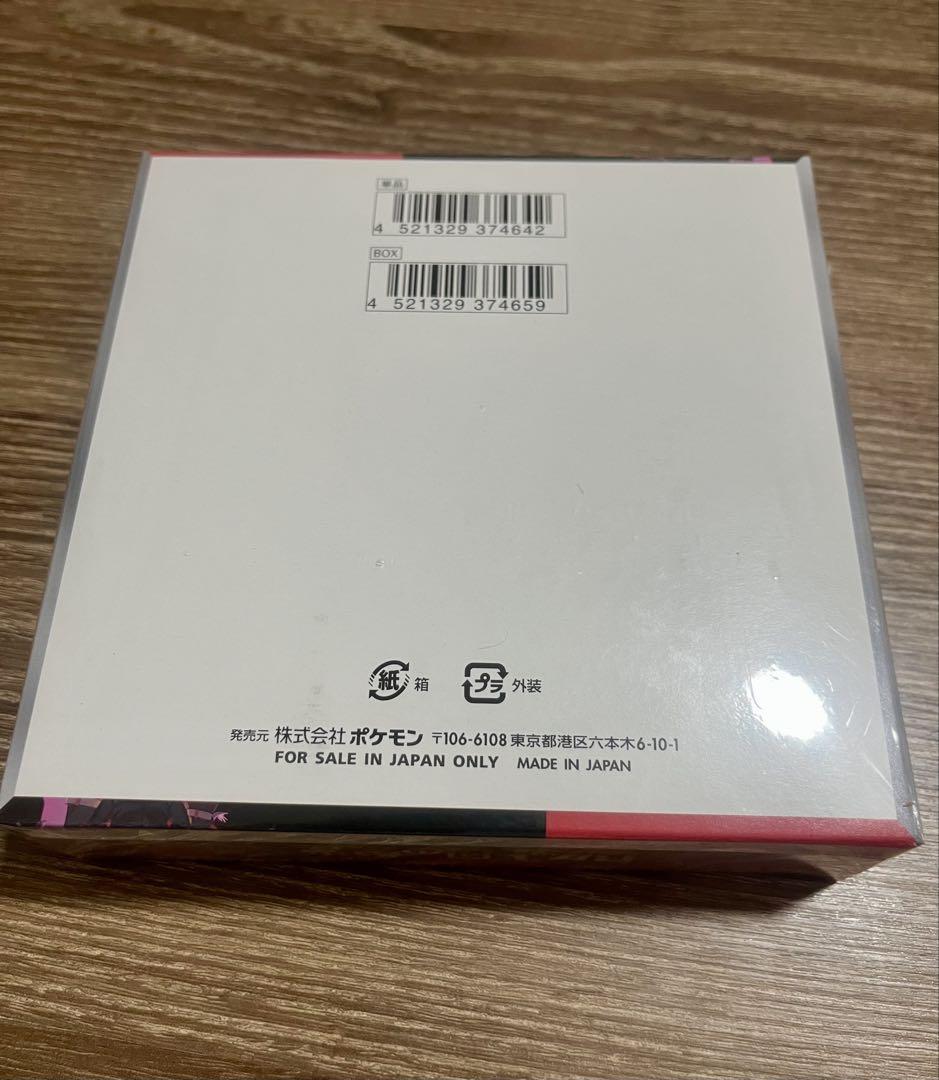 単品
4 521329 374642
BOX
4 521329 374659
紙 箱
プラ 外装
発売元 株式会社 ポケモン 〒106-6108 東京都港区六本木6-10-1
FOR SALE IN JAPAN ONLY MADE IN JAPAN